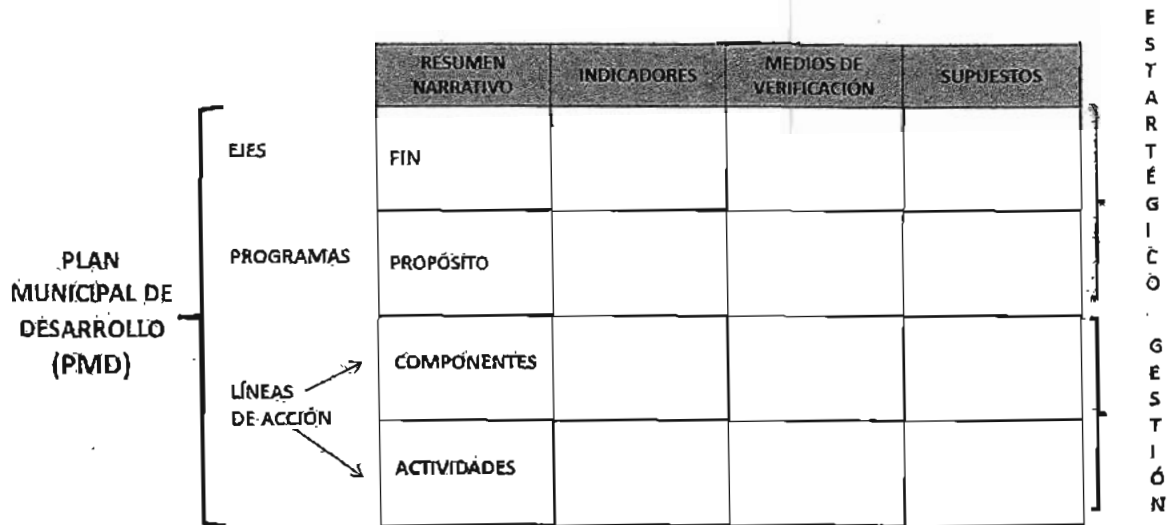 RESUMEN
NARRATIVO
INDICADORES
MEDIOS DE
VERIFICACIÓN
SUPUESTOS
PLAN
MUNICIPAL DE
DESARROLLO
(PMD)
EJES
FIN
PROGRAMAS
PROPÓSITO
LÍNEAS
DE ACCIÓN
COMPONENTES
ACTIVIDADES
ESTARTÉGICO
GESTIÓN